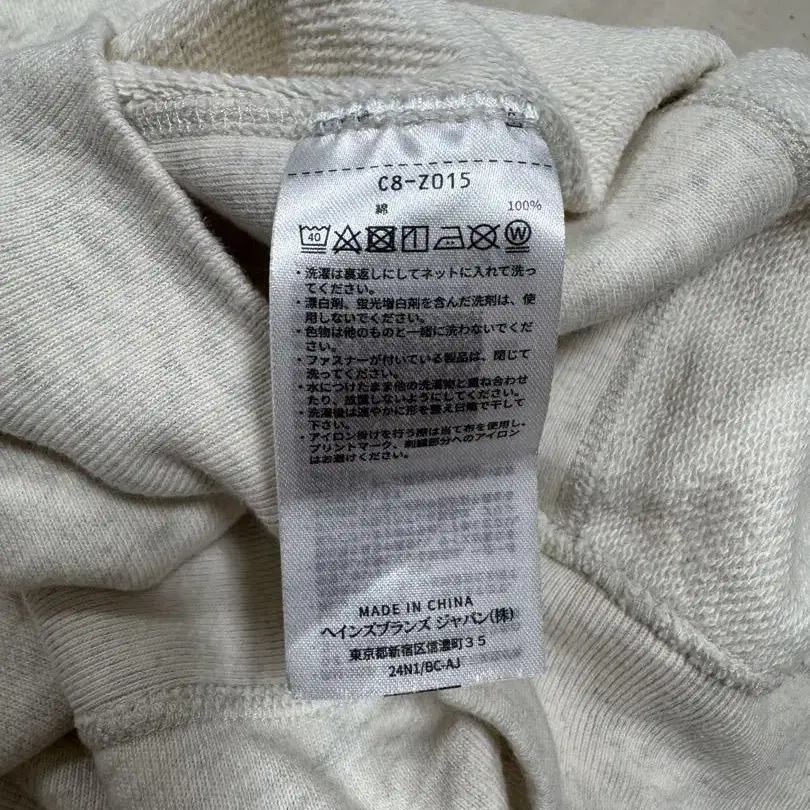 C8-Z015
綿 100%
40
W
・洗濯は裏返しにしてネットに入れて洗っ
てください。
・漂白剤、蛍光増白剤を含んだ洗剤は、使
用しないでください。
・色物は他のものと一緒に洗わないでくだ
さい。
・ファスナーが付いている製品は、閉じて
洗ってください。
・水につけたまま他の洗濯物と重ね合わせ
たり、放置しないようにしてください。
・洗濯後は速やかに形を整え日陰で干して
下さい。
・アイロン掛けを行う際は当て布を使用し、
プリントマーク、刺繍部分へのアイロン
はお避けください。
MADE IN CHINA
ヘインズブランズ ジャパン(株)
東京都新宿区信濃町35
24N1/BC-AJ